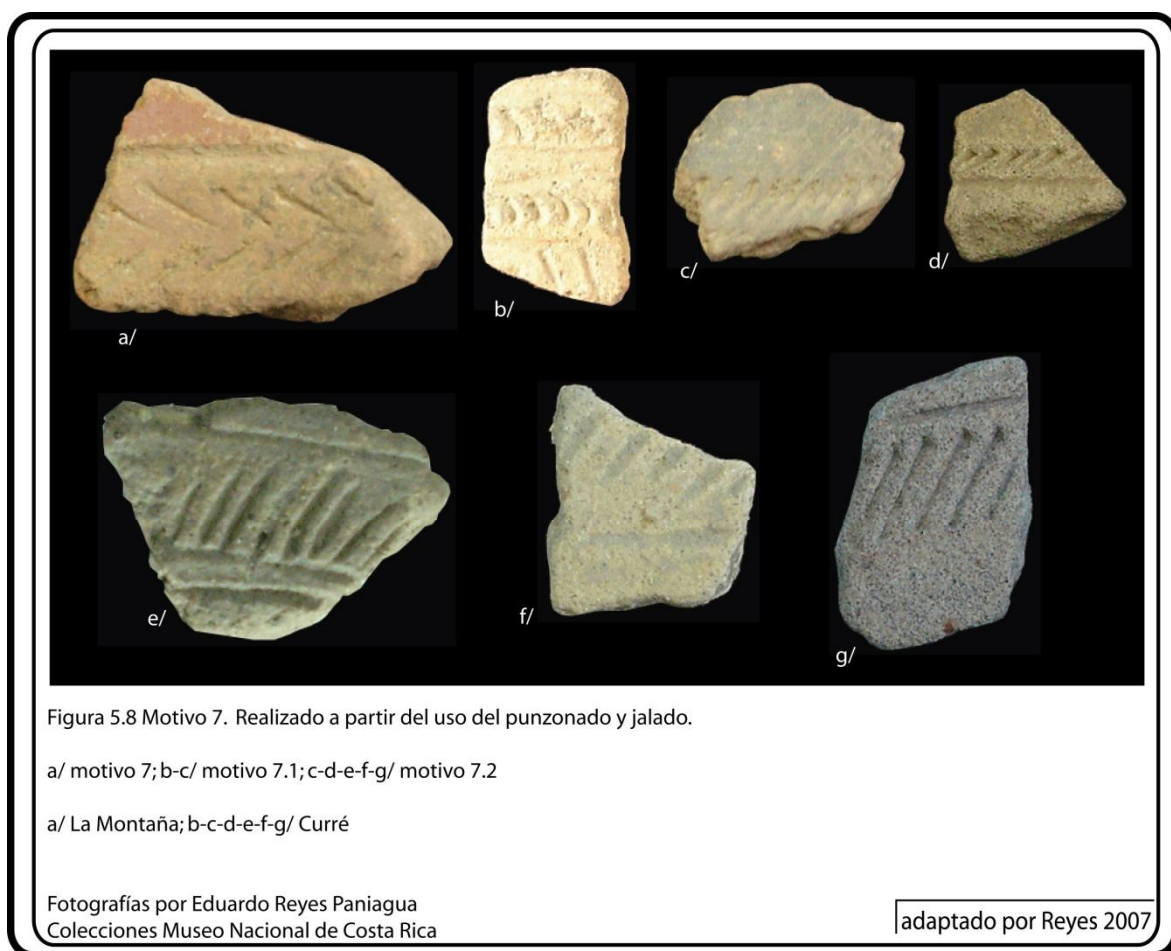 a/
b/
c/
d/
e/
f/
g/
Figura 5.8 Motivo 7. Realizado a partir del uso del punzonado y jalado.
a/ motivo 7; b-c/ motivo 7.1; c-d-e-f-g/ motivo 7.2
a/ La Montaña; b-c-d-e-f-g/ Curré
Fotografías por Eduardo Reyes Paniagua
Colecciones Museo Nacional de Costa Rica
adaptado por Reyes 2007